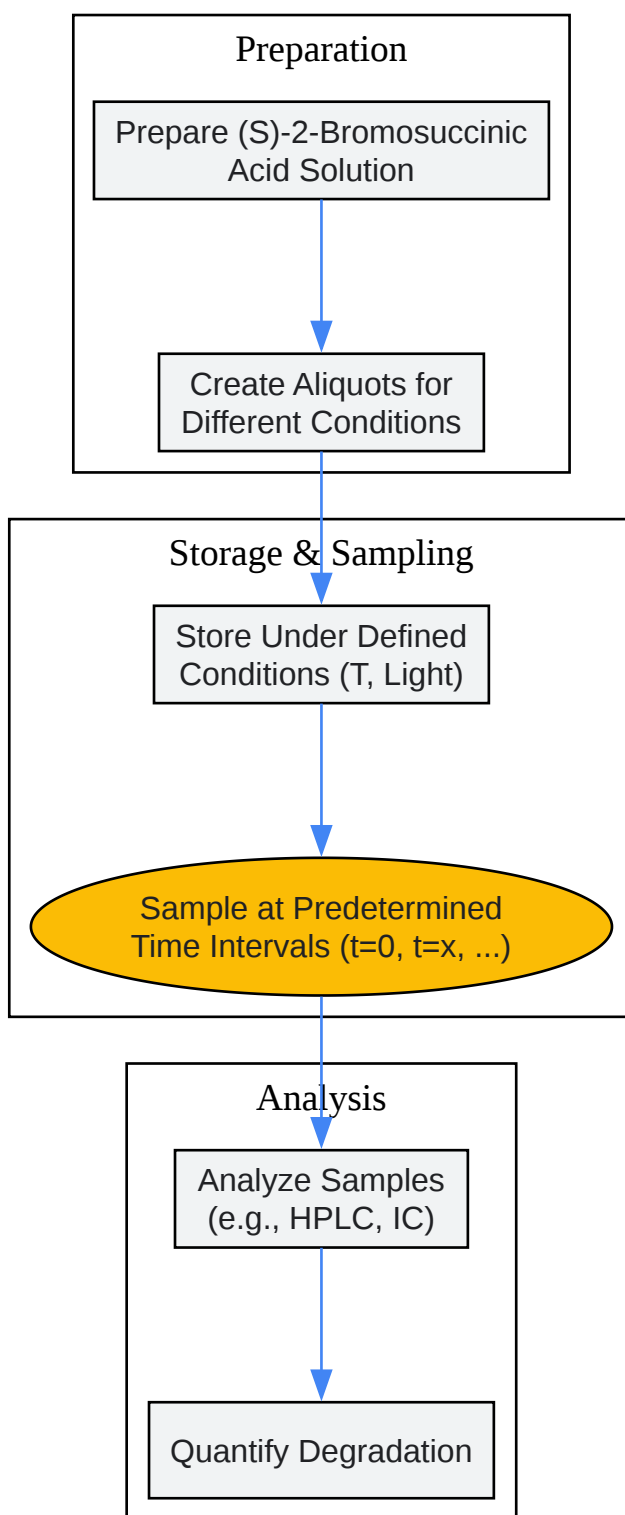 Preparation
Prepare (S)-2-Bromosuccinic
Acid Solution
Create Aliquots for
Different Conditions
Storage & Sampling
Store Under Defined
Conditions (T, Light)
Sample at Predetermined
Time Intervals (t=0, t=x, ...)
Analysis
Analyze Samples
(e.g., HPLC, IC)
Quantify Degradation